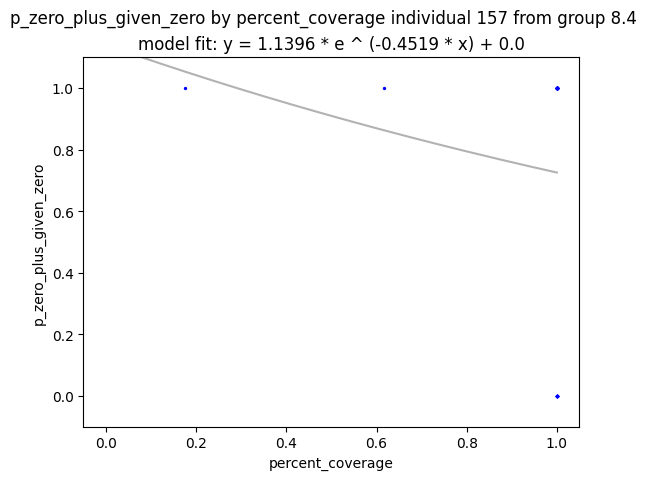 p_zero_plus_given_zero by percent_coverage individual 157 from group 8.4
model fit: y = 1.1396 * e ^ (-0.4519 * x) + 0.0
1.0
0.8
0.6
0.4
0.2
0.0
p_zero_plus_given_zero
0.0 0.2 0.4 0.6 0.8 1.0
percent_coverage